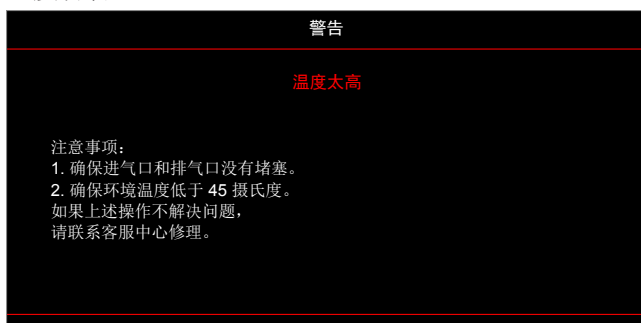 警告
温度太高
注意事项:
1. 确保进气口和排气口没有堵塞。
2. 确保环境温度低于 45 摄氏度。
如果上述操作不解决问题，
请联系客服中心修理。